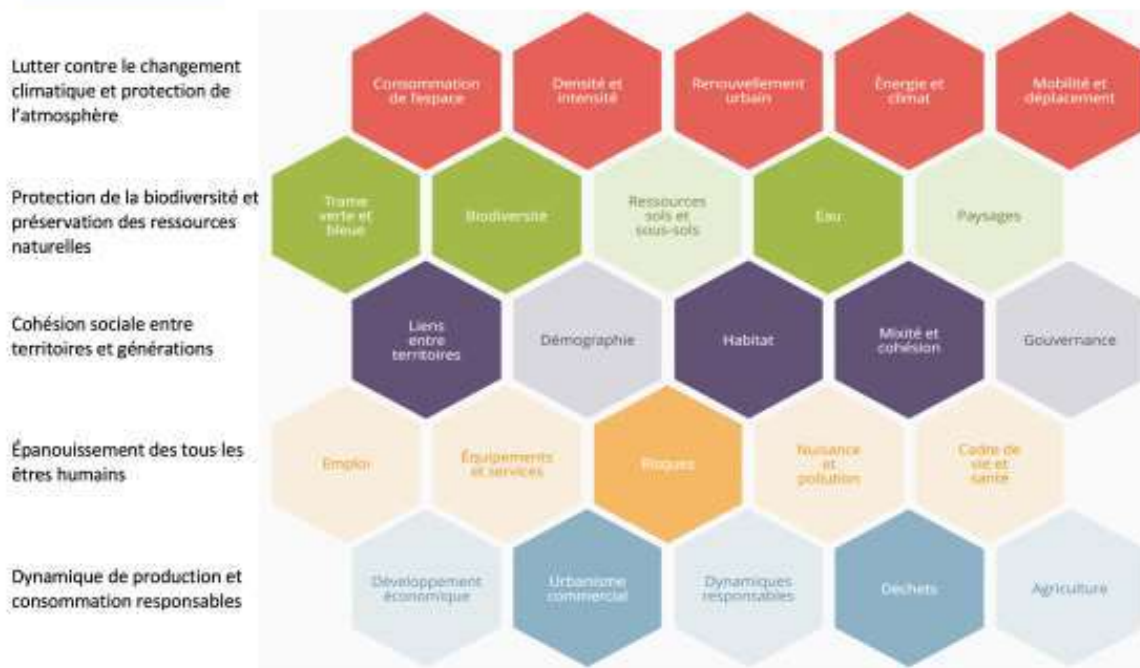 Lutter contre le changement
climatique et protection de
l'atmosphère
Consommation
de l'espace
Densité et
intensité
Renouvellement
urbain
Énergie et
climat
Mobilité et
déplacement
Protection de la biodiversité et
préservation des ressources
naturelles
Trame
verte et
bleue
Biodiversité
Ressources
sols et
sous-sols
Eau
Paysages
Cohésion sociale entre
territoires et générations
Liens
entre
territoires
Démographie
Habitat
Mixité et
cohésion
Gouvernance
Épanouissement des tous les
êtres humains
Emploi
Équipements
et services
Risques
Nuisance
et
pollution
Cadre de
vie et
santé
Dynamique de production et
consommation responsables
Développement
économique
Urbanisme
commercial
Dynamiques
responsables
Déchets
Agriculture